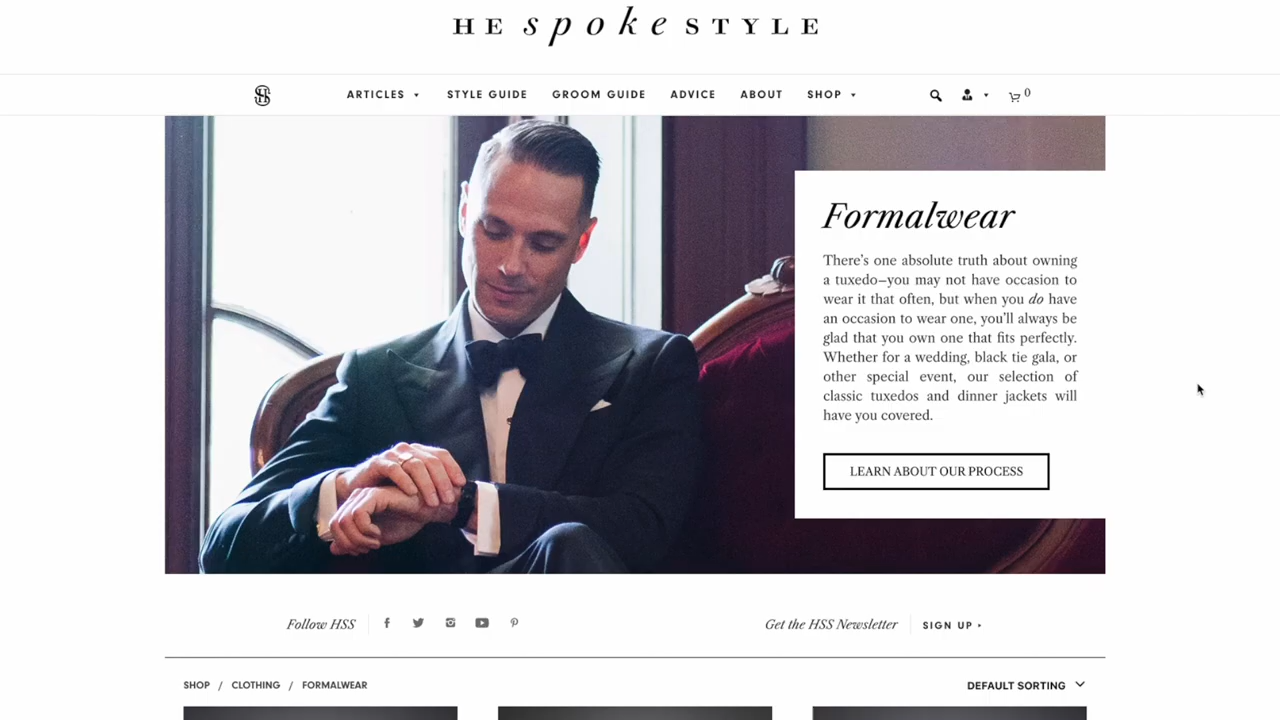 HE spoke STYLE
ARTICLES STYLE GUIDE GROOM GUIDE ADVICE ABOUT SHOP 0
Formalwear
There's one absolute truth about owning
a tuxedo—you may not have occasion to
wear it that often, but when you do have
an occasion to wear one, you'll always be
glad that you own one that fits perfectly.
Whether for a wedding, black tie gala, or
other special event, our selection of
classic tuxedos and dinner jackets will
have you covered.
LEARN ABOUT OUR PROCESS
Follow HSS
Get the HSS Newsletter SIGN UP
SHOP / CLOTHING / FORMALWEAR
DEFAULT SORTING